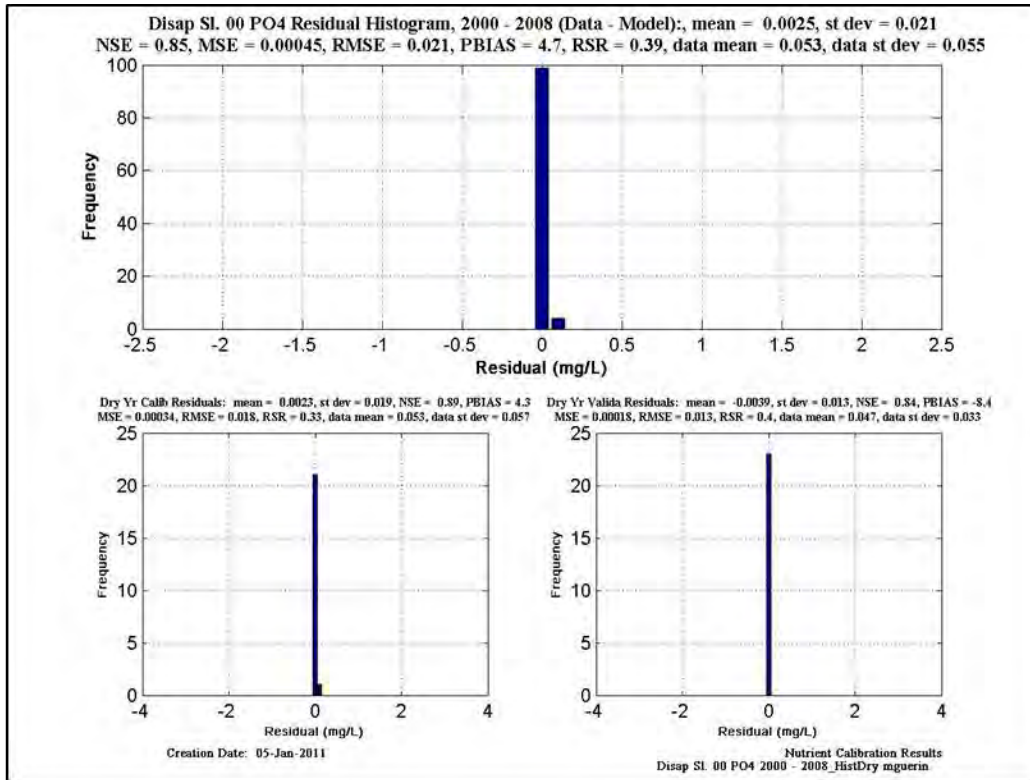 Disap Sl. 00 PO4 Residual Histogram, 2000 - 2008 (Data - Model):, mean = 0.0025, st dev = 0.021
NSE = 0.85, MSE = 0.00045, RMSE = 0.021, PBIAS = 4.7, RSR = 0.39, data mean = 0.053, data st dev = 0.055
100
80
60
40
20
0
Frequency
-2.5 -2 -1.5 -1 -0.5 0 0.5 1 1.5 2 2.5
Residual (mg/L)
Dry Yr Calib Residuals: mean = 0.0023, st dev = 0.019, NSE = 0.89, PBIAS = 4.3
MSE = 0.00034, RMSE = 0.018, RSR = 0.33, data mean = 0.053, data st dev = 0.057
25
20
15
10
5
0
Frequency
-4 -2 0 2 4
Residual (mg/L)
Dry Yr Valida Residuals: mean = -0.0039, st dev = 0.013, NSE = 0.84, PBIAS = -8.4
MSE = 0.00018, RMSE = 0.013, RSR = 0.4, data mean = 0.047, data st dev = 0.033
25
20
15
10
5
0
Frequency
-4 -2 0 2 4
Residual (mg/L)
Creation Date: 05-Jan-2011
Nutrient Calibration Results
Disap Sl. 00 PO4 2000 - 2008_HistDry mguerin